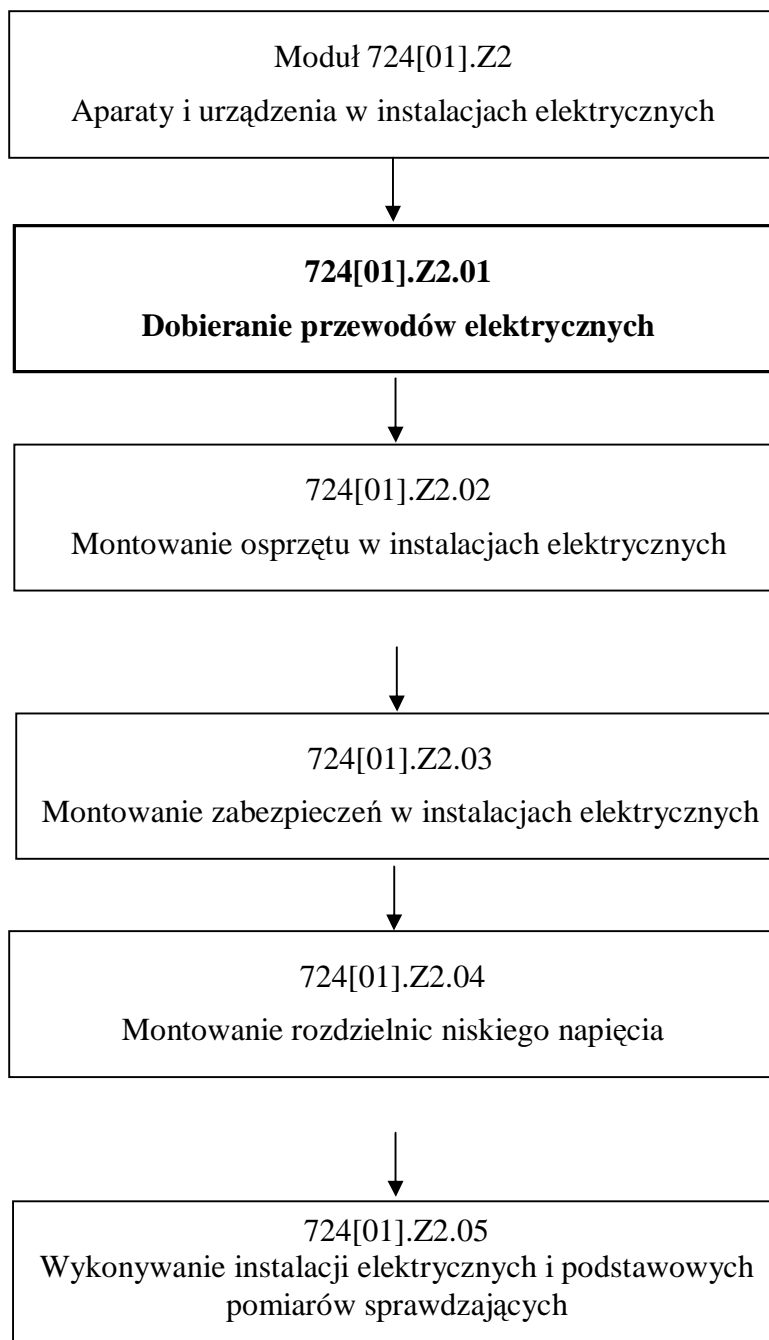 Moduł 724[01].Z2
Aparaty i urządzenia w instalacjach elektrycznych
724[01].Z2.01
Dobieranie przewodów elektrycznych
724[01].Z2.02
Montowanie osprzętu w instalacjach elektrycznych
724[01].Z2.03
Montowanie zabezpieczeń w instalacjach elektrycznych
724[01].Z2.04
Montowanie rozdzielnic niskiego napięcia
724[01].Z2.05
Wykonywanie instalacji elektrycznych i podstawowych
pomiarów sprawdzających